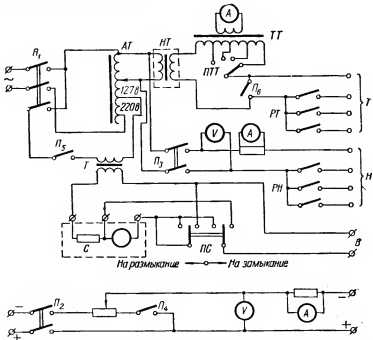 А
АТ
НТ
ТТ
П₁
ПТТ
127В
220В
П₆
Т
РТ
П₅
П₃
V
А
Т
Н
РН
С
ПС
В
На размыкание
На замыкание
П₂
П₄
V
А
−
−
+
+